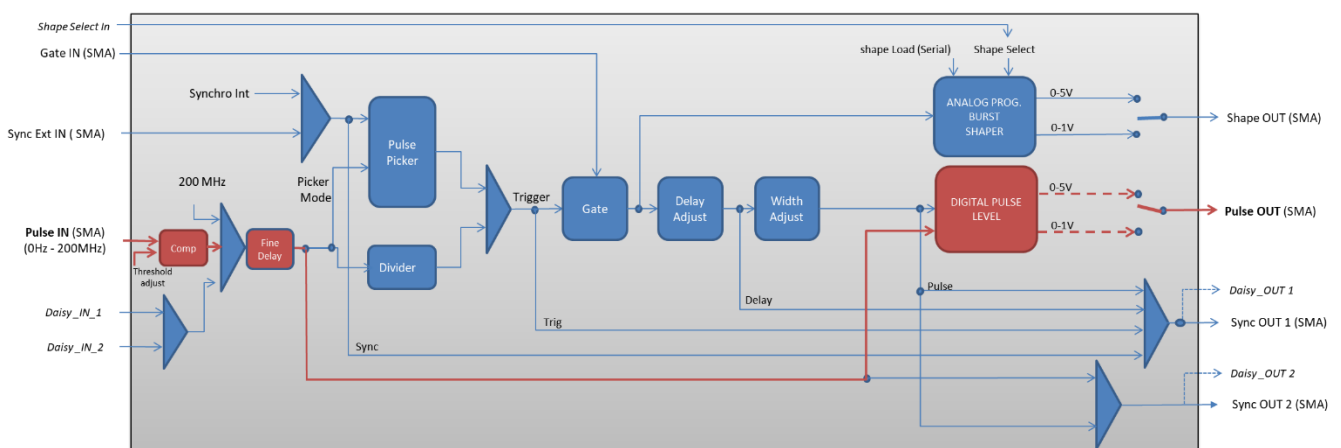 Shape Select In
Gate IN (SMA)
shape Load (Serial)
Shape Select
Synchro Int
ANALOG PROG.
BURST
SHAPER
0-5V
0-1V
Shape OUT (SMA)
Sync Ext IN ( SMA)
Pulse
Picker
200 MHz
Picker
Mode
Trigger
Gate
Delay
Adjust
Width
Adjust
DIGITAL PULSE
LEVEL
0-5V
0-1V
Pulse OUT (SMA)
Pulse IN (SMA)
(0Hz - 200MHz)
Comp
Fine
Delay
Threshold
adjust
Divider
Daisy_IN_1
Daisy_IN_2
Pulse
Delay
Trig
Sync
Daisy_OUT 1
Sync OUT 1 (SMA)
Daisy_OUT 2
Sync OUT 2 (SMA)